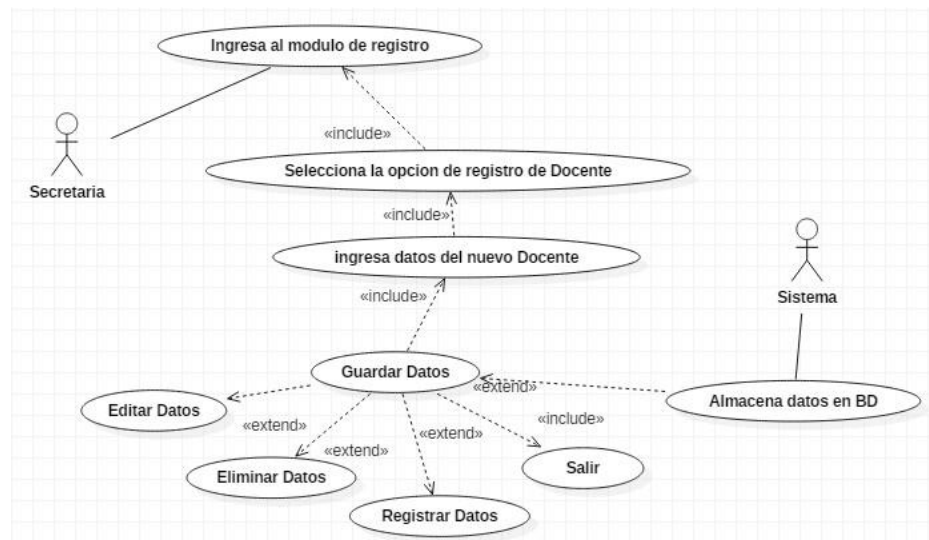 Ingresa al modulo de registro
«include»
Secretaria
Selecciona la opcion de registro de Docente
«include»
ingresa datos del nuevo Docente
«include»
Sistema
Guardar Datos
«extend»
Almacena datos en BD
Editar Datos
«extend»
«extend»
«include»
«extend»
Eliminar Datos
Salir
Registrar Datos